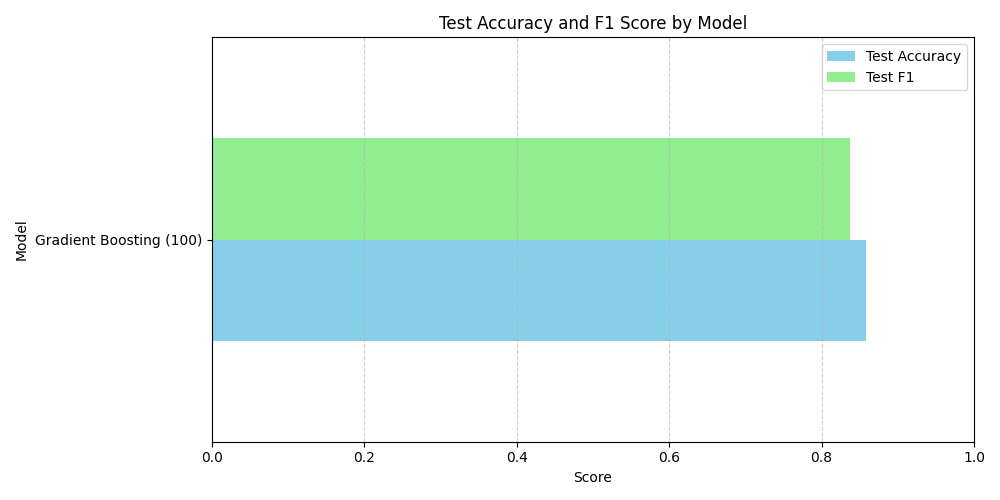 Test Accuracy and F1 Score by Model
Test Accuracy
Test F1
Model
Gradient Boosting (100)
0.0 0.2 0.4 0.6 0.8 1.0
Score